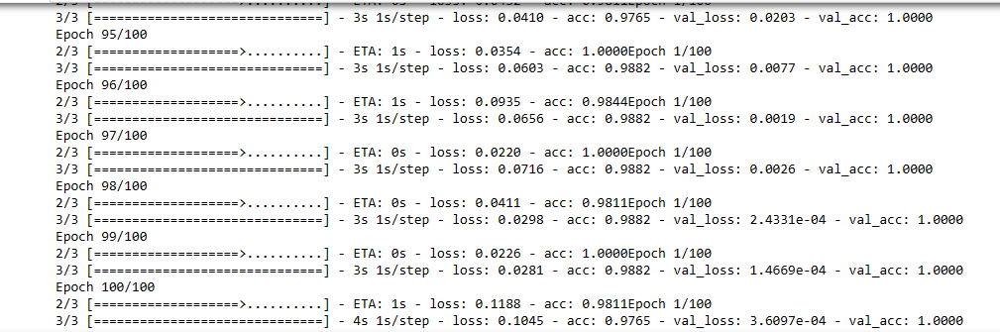 3/3 [==============================] - 3s 1s/step - loss: 0.0410 - acc: 0.9765 - val_loss: 0.0203 - val_acc: 1.0000
Epoch 95/100
2/3 [===================>..........] - ETA: 1s - loss: 0.0354 - acc: 1.0000Epoch 1/100
3/3 [==============================] - 3s 1s/step - loss: 0.0603 - acc: 0.9882 - val_loss: 0.0077 - val_acc: 1.0000
Epoch 96/100
2/3 [===================>..........] - ETA: 1s - loss: 0.0935 - acc: 0.9844Epoch 1/100
3/3 [==============================] - 3s 1s/step - loss: 0.0656 - acc: 0.9882 - val_loss: 0.0019 - val_acc: 1.0000
Epoch 97/100
2/3 [===================>..........] - ETA: 0s - loss: 0.0220 - acc: 1.0000Epoch 1/100
3/3 [==============================] - 3s 1s/step - loss: 0.0716 - acc: 0.9882 - val_loss: 0.0026 - val_acc: 1.0000
Epoch 98/100
2/3 [===================>..........] - ETA: 0s - loss: 0.0411 - acc: 0.9811Epoch 1/100
3/3 [==============================] - 3s 1s/step - loss: 0.0298 - acc: 0.9882 - val_loss: 2.4331e-04 - val_acc: 1.0000
Epoch 99/100
2/3 [===================>..........] - ETA: 0s - loss: 0.0226 - acc: 1.0000Epoch 1/100
3/3 [==============================] - 3s 1s/step - loss: 0.0281 - acc: 0.9882 - val_loss: 1.4669e-04 - val_acc: 1.0000
Epoch 100/100
2/3 [===================>..........] - ETA: 1s - loss: 0.1188 - acc: 0.9811Epoch 1/100
3/3 [==============================] - 4s 1s/step - loss: 0.1045 - acc: 0.9765 - val_loss: 3.6097e-04 - val_acc: 1.0000